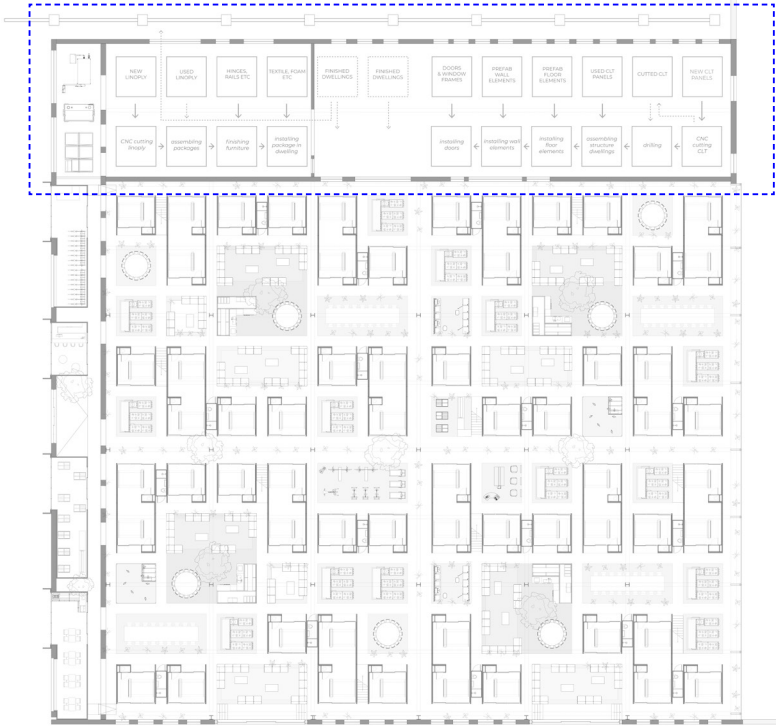 NEW
LINOPLY
USED
LINOPLY
HINGES,
RAILS ETC
TEXTILE, FOAM
ETC
FINISHED
DWELLINGS
FINISHED
DWELLINGS
DOORS
& WINDOW
FRAMES
PREFAB
WALL
ELEMENTS
PREFAB
FLOOR
ELEMENTS
USED CLT
PANELS
CUTTED CLT
NEW CLT
PANELS
CNC cutting
linoply
assembling
packages
finishing
furniture
installing
package in
dwelling
installing
doors
installing wall
elements
installing
floor
elements
assembling
structure
dwellings
drilling
CNC
cutting
CLT